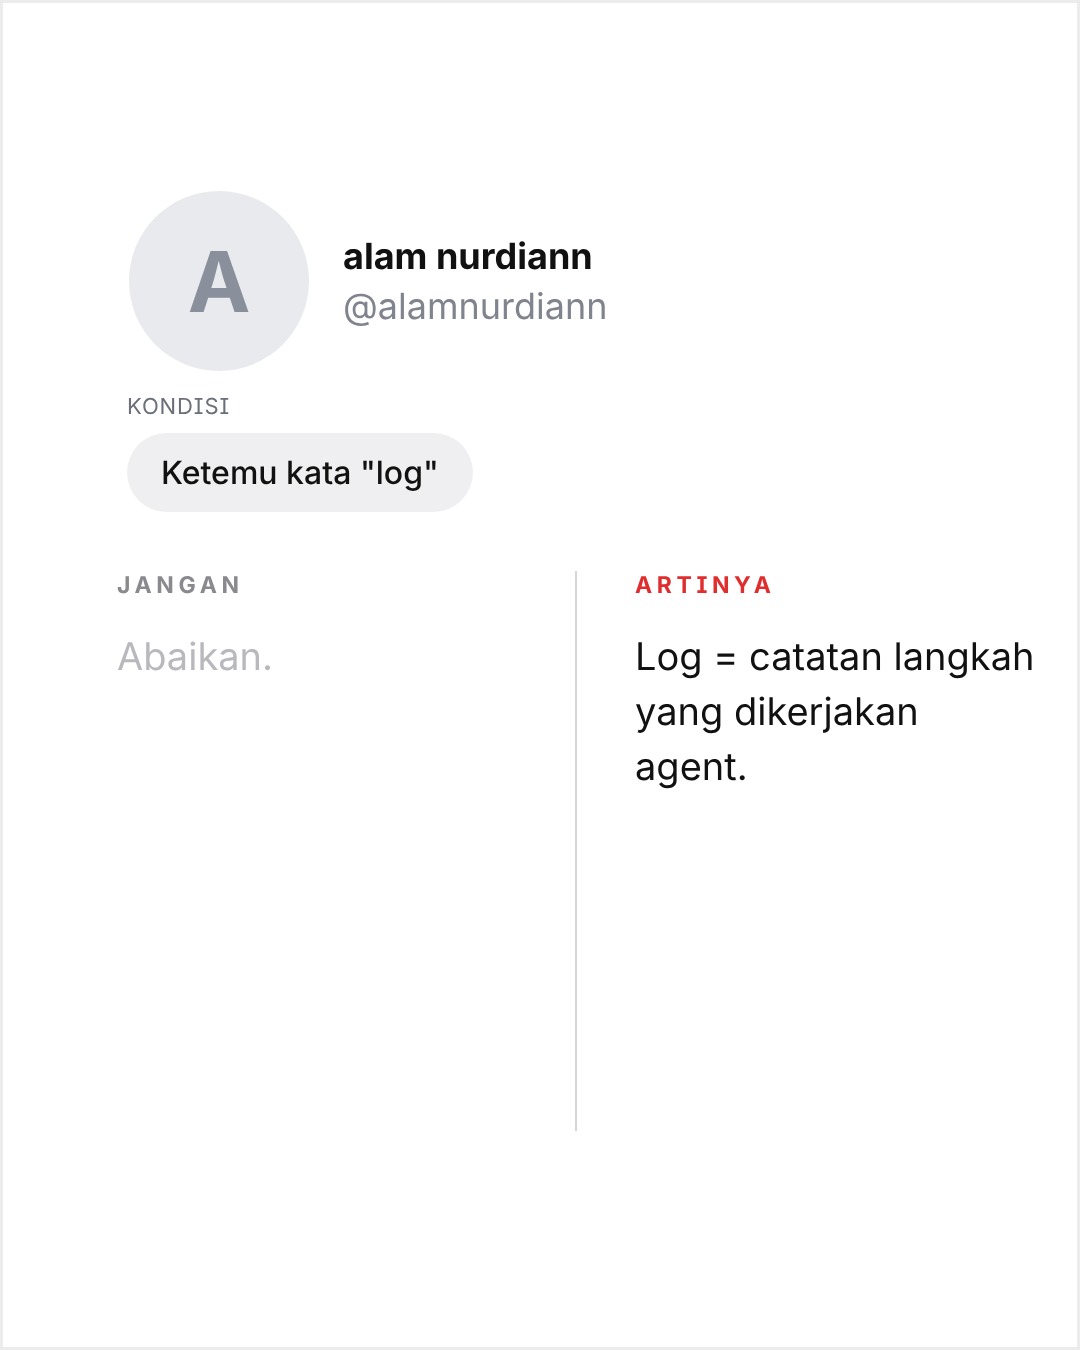 A
alam nurdiann
@alamnurdiann
KONDISI
Ketemu kata "log"
JANGAN
Abaikan.
ARTINYA
Log = catatan langkah
yang dikerjakan
agent.